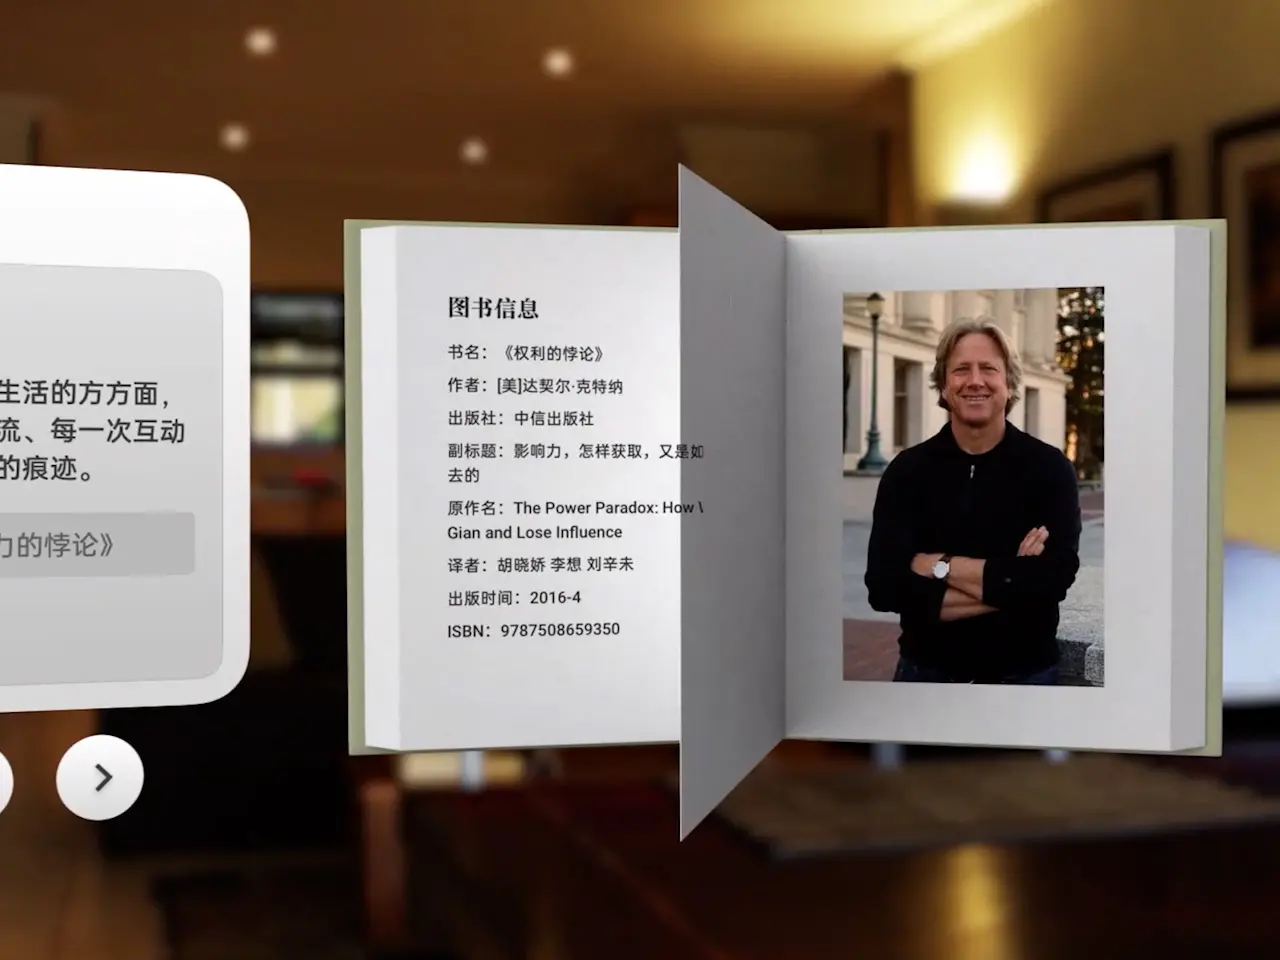 生活的方方面，
流、每一次互动
的痕迹。
力的悖论》
图书信息
书名：《权利的悖论》
作者：[美]达契尔·克特纳
出版社：中信出版社
副标题：影响力，怎样获取，又是如
去的
原作名：The Power Paradox: How
Gian and Lose Influence
译者：胡晓娇 李想 刘辛未
出版时间：2016-4
ISBN：9787508659350